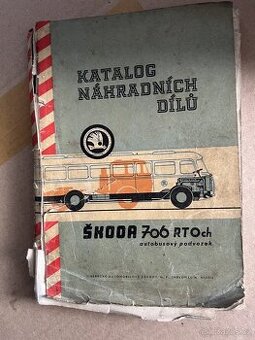 KATALOG
NÁHRADNÍCH
DÍLŮ
ŠKODA 706 RTOch
autobusový podvozek